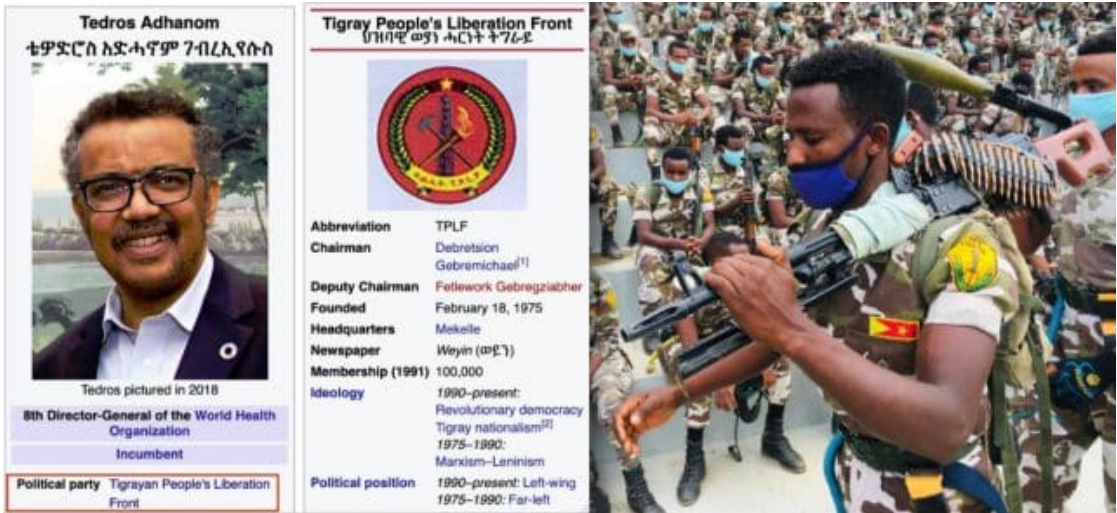 Tedros Adhanom
ቴዎድሮስ አድሓኖም ገብረኢየሱስ
Tedros pictured in 2018
8th Director-General of the World Health
Organization
Incumbent
Political party Tigrayan People's Liberation
Front
Tigray People's Liberation Front
ህዝባዊ ወያነ ሓርነት ትግራይ
Abbreviation TPLF
Chairman Debretsion
Gebremichael[1]
Deputy Chairman Fetlework Gebregziabher
Founded February 18, 1975
Headquarters Mekelle
Newspaper Weyin (ወይን)
Membership (1991) 100,000
Ideology 1990–present:
Revolutionary democracy
Tigray nationalism[2]
1975–1990:
Marxism–Leninism
Political position 1990–present: Left-wing
1975–1990: Far-left